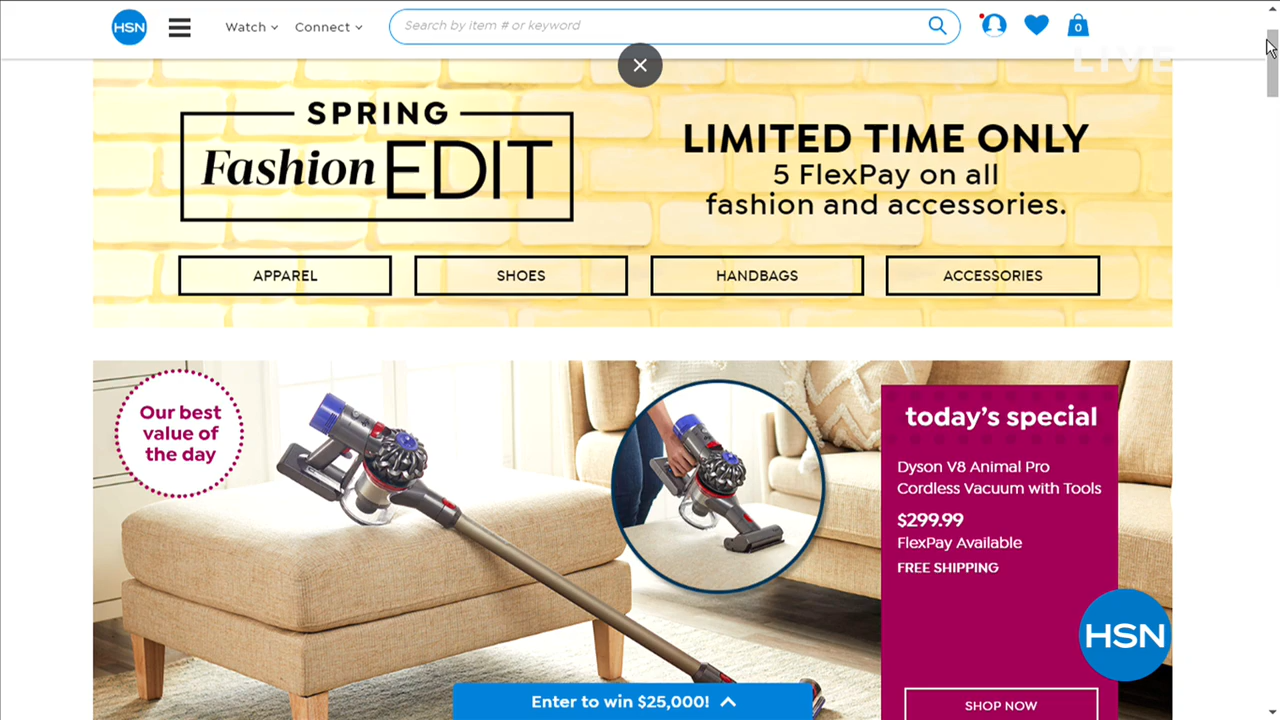 HSN
Watch
Connect
Search by item # or keyword
0
LIVE
SPRING
Fashion EDIT
LIMITED TIME ONLY
5 FlexPay on all
fashion and accessories.
APPAREL
SHOES
HANDBAGS
ACCESSORIES
Our best
value of
the day
today's special
Dyson V8 Animal Pro
Cordless Vacuum with Tools
$299.99
FlexPay Available
FREE SHIPPING
HSN
Enter to win $25,000!
SHOP NOW